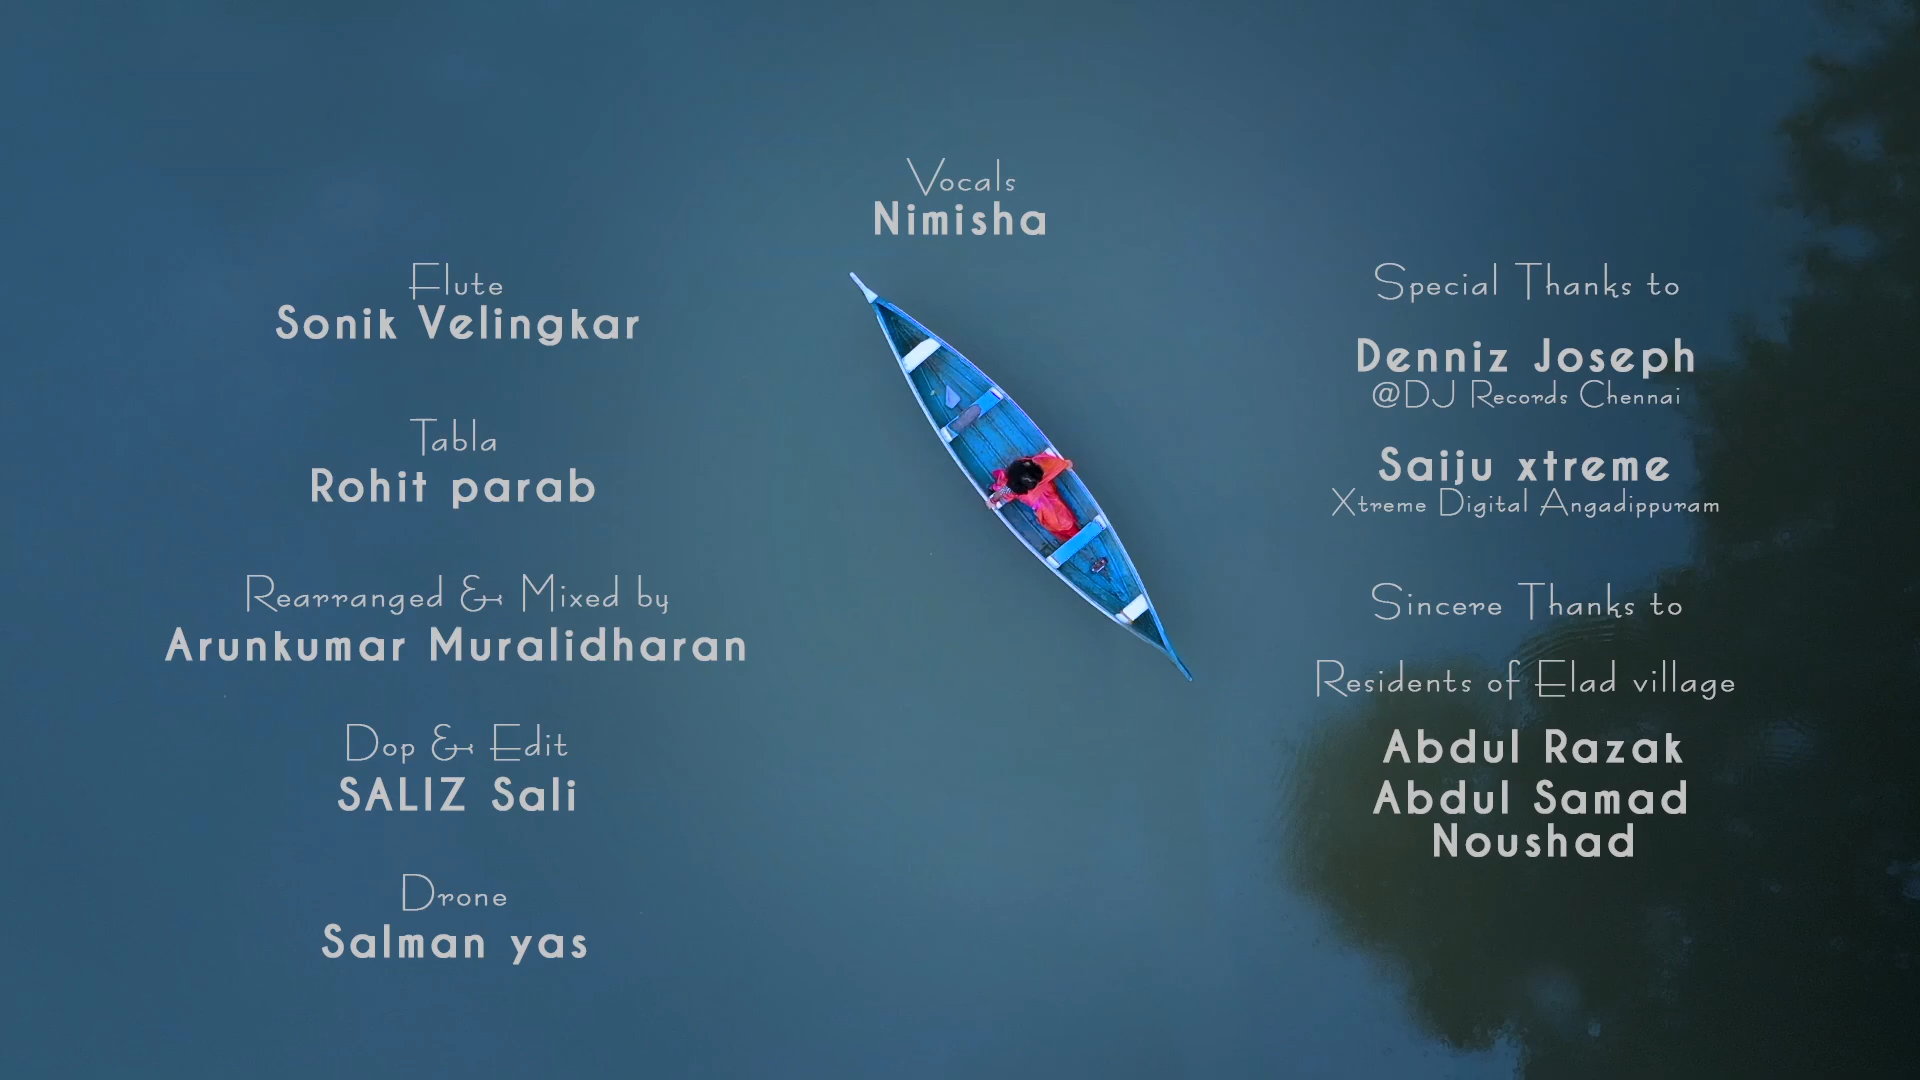 Vocals
Nimisha
Flute
Sonik Velingkar
Tabla
Rohit parab
Rearranged & Mixed by
Arunkumar Muralidharan
Dop & Edit
SALIZ Sali
Drone
Salman yas
Special Thanks to
Denniz Joseph
@DJ Records Chennai
Saiju xtreme
Xtreme Digital Angadippuram
Sincere Thanks to
Residents of Elad village
Abdul Razak
Abdul Samad
Noushad